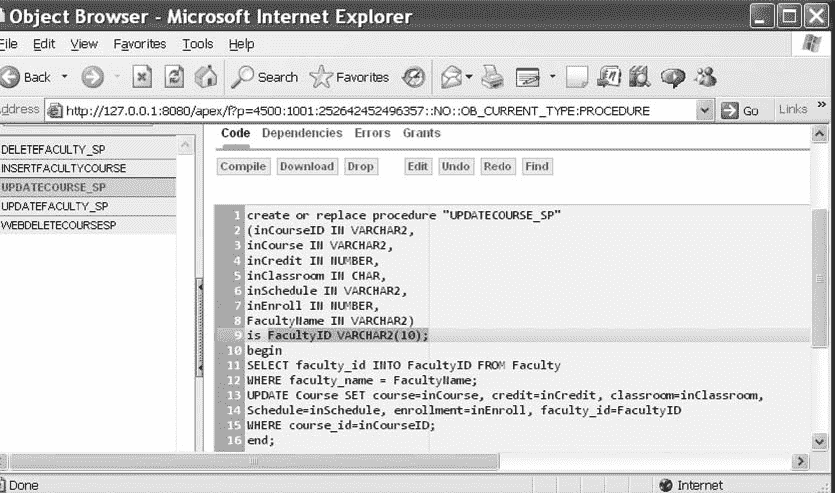 Object Browser - Microsoft Internet Explorer
File Edit View Favorites Tools Help
Back Search Favorites
Address http://127.0.0.1:8080/apex/f?p=4500:1001:252642452496357::NO::OB_CURRENT_TYPE:PROCEDURE Go Links »
Code Dependencies Errors Grants
DELETEFACULTY_SP
INSERTFACULTYCOURSE
UPDATECOURSE_SP
UPDATEFACULTY_SP
WEBDELETECOURSESP
Compile Download Drop Edit Undo Redo Find
1 create or replace procedure "UPDATECOURSE_SP"
2 (inCourseID IN VARCHAR2,
3 inCourse IN VARCHAR2,
4 inCredit IN NUMBER,
5 inClassroom IN CHAR,
6 inSchedule IN VARCHAR2,
7 inEnroll IN NUMBER,
8 FacultyName IN VARCHAR2)
9 is FacultyID VARCHAR2(10);
10 begin
11 SELECT faculty_id INTO FacultyID FROM Faculty
12 WHERE faculty_name = FacultyName;
13 UPDATE Course SET course=inCourse, credit=inCredit, classroom=inClassroom,
14 Schedule=inSchedule, enrollment=inEnroll, faculty_id=FacultyID
15 WHERE course_id=inCourseID;
16 end;
Done Internet